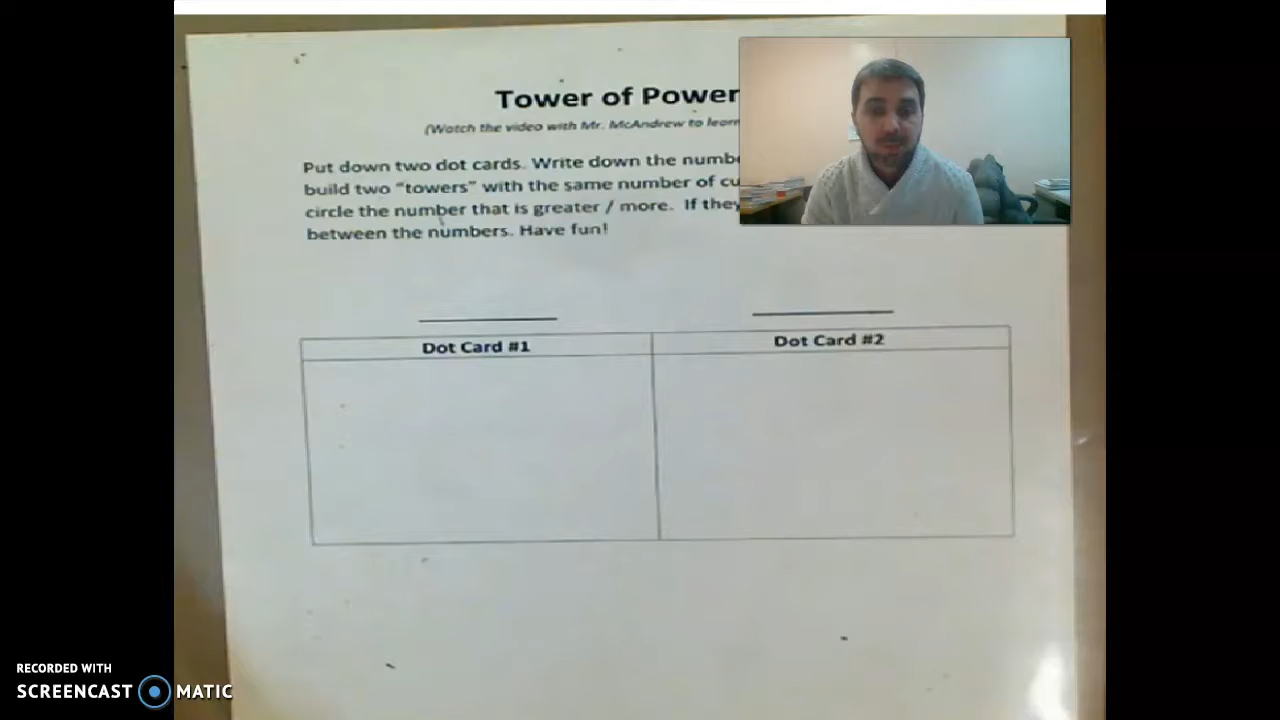 Tower of Power
(Watch the video with Mr. McAndrew to learn
Put down two dot cards. Write down the numbe
build two "towers" with the same number of cu
circle the number that is greater / more. If they
between the numbers. Have fun!
Dot Card #1 Dot Card #2
RECORDED WITH
SCREENCAST MATIC